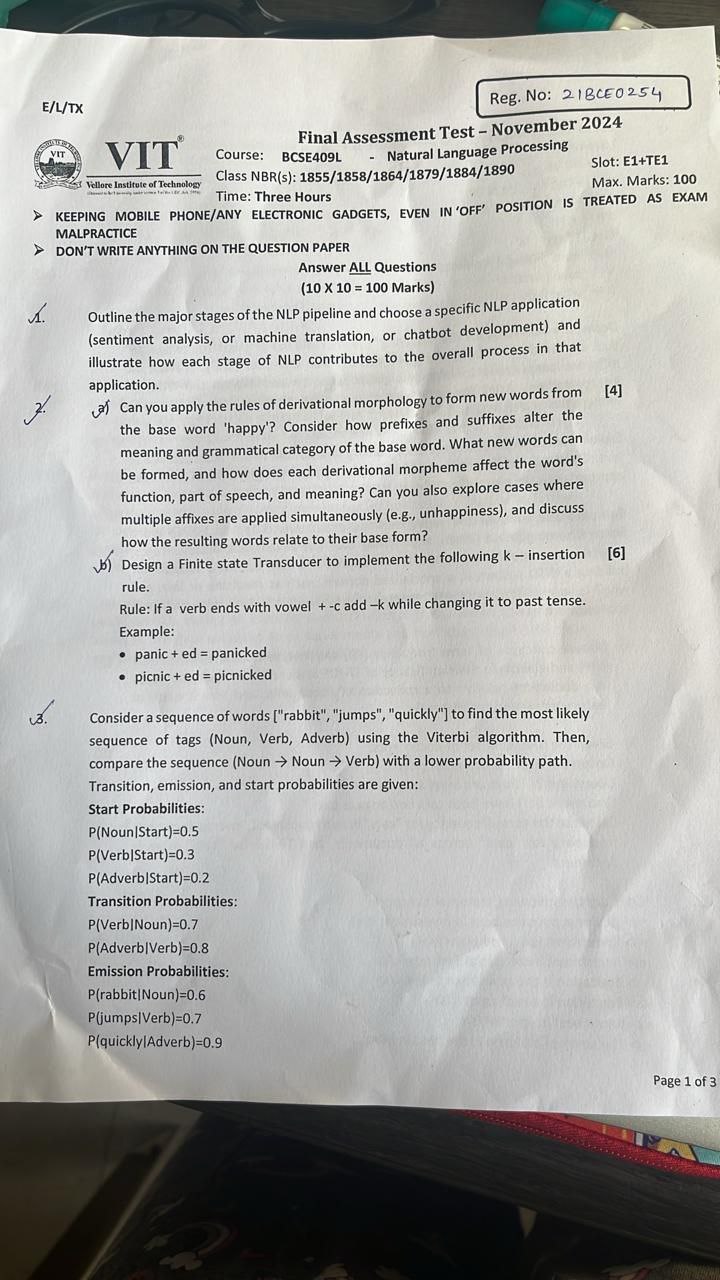 E/L/TX
Reg. No: 21BCE0254
VIT®
Vellore Institute of Technology
Final Assessment Test – November 2024
Course: BCSE409L - Natural Language Processing
Class NBR(s): 1855/1858/1864/1879/1884/1890
Slot: E1+TE1
Time: Three Hours
Max. Marks: 100
➢ KEEPING MOBILE PHONE/ANY ELECTRONIC GADGETS, EVEN IN 'OFF' POSITION IS TREATED AS EXAM
MALPRACTICE
➢ DON'T WRITE ANYTHING ON THE QUESTION PAPER
Answer ALL Questions
(10 X 10 = 100 Marks)
1. Outline the major stages of the NLP pipeline and choose a specific NLP application
(sentiment analysis, or machine translation, or chatbot development) and
illustrate how each stage of NLP contributes to the overall process in that
application.
2. a) Can you apply the rules of derivational morphology to form new words from [4]
the base word 'happy'? Consider how prefixes and suffixes alter the
meaning and grammatical category of the base word. What new words can
be formed, and how does each derivational morpheme affect the word's
function, part of speech, and meaning? Can you also explore cases where
multiple affixes are applied simultaneously (e.g., unhappiness), and discuss
how the resulting words relate to their base form?
b) Design a Finite state Transducer to implement the following k – insertion [6]
rule.
Rule: If a verb ends with vowel + -c add –k while changing it to past tense.
Example:
• panic + ed = panicked
• picnic + ed = picnicked
3. Consider a sequence of words ["rabbit", "jumps", "quickly"] to find the most likely
sequence of tags (Noun, Verb, Adverb) using the Viterbi algorithm. Then,
compare the sequence (Noun → Noun → Verb) with a lower probability path.
Transition, emission, and start probabilities are given:
Start Probabilities:
P(Noun|Start)=0.5
P(Verb|Start)=0.3
P(Adverb|Start)=0.2
Transition Probabilities:
P(Verb|Noun)=0.7
P(Adverb|Verb)=0.8
Emission Probabilities:
P(rabbit|Noun)=0.6
P(jumps|Verb)=0.7
P(quickly|Adverb)=0.9
Page 1 of 3